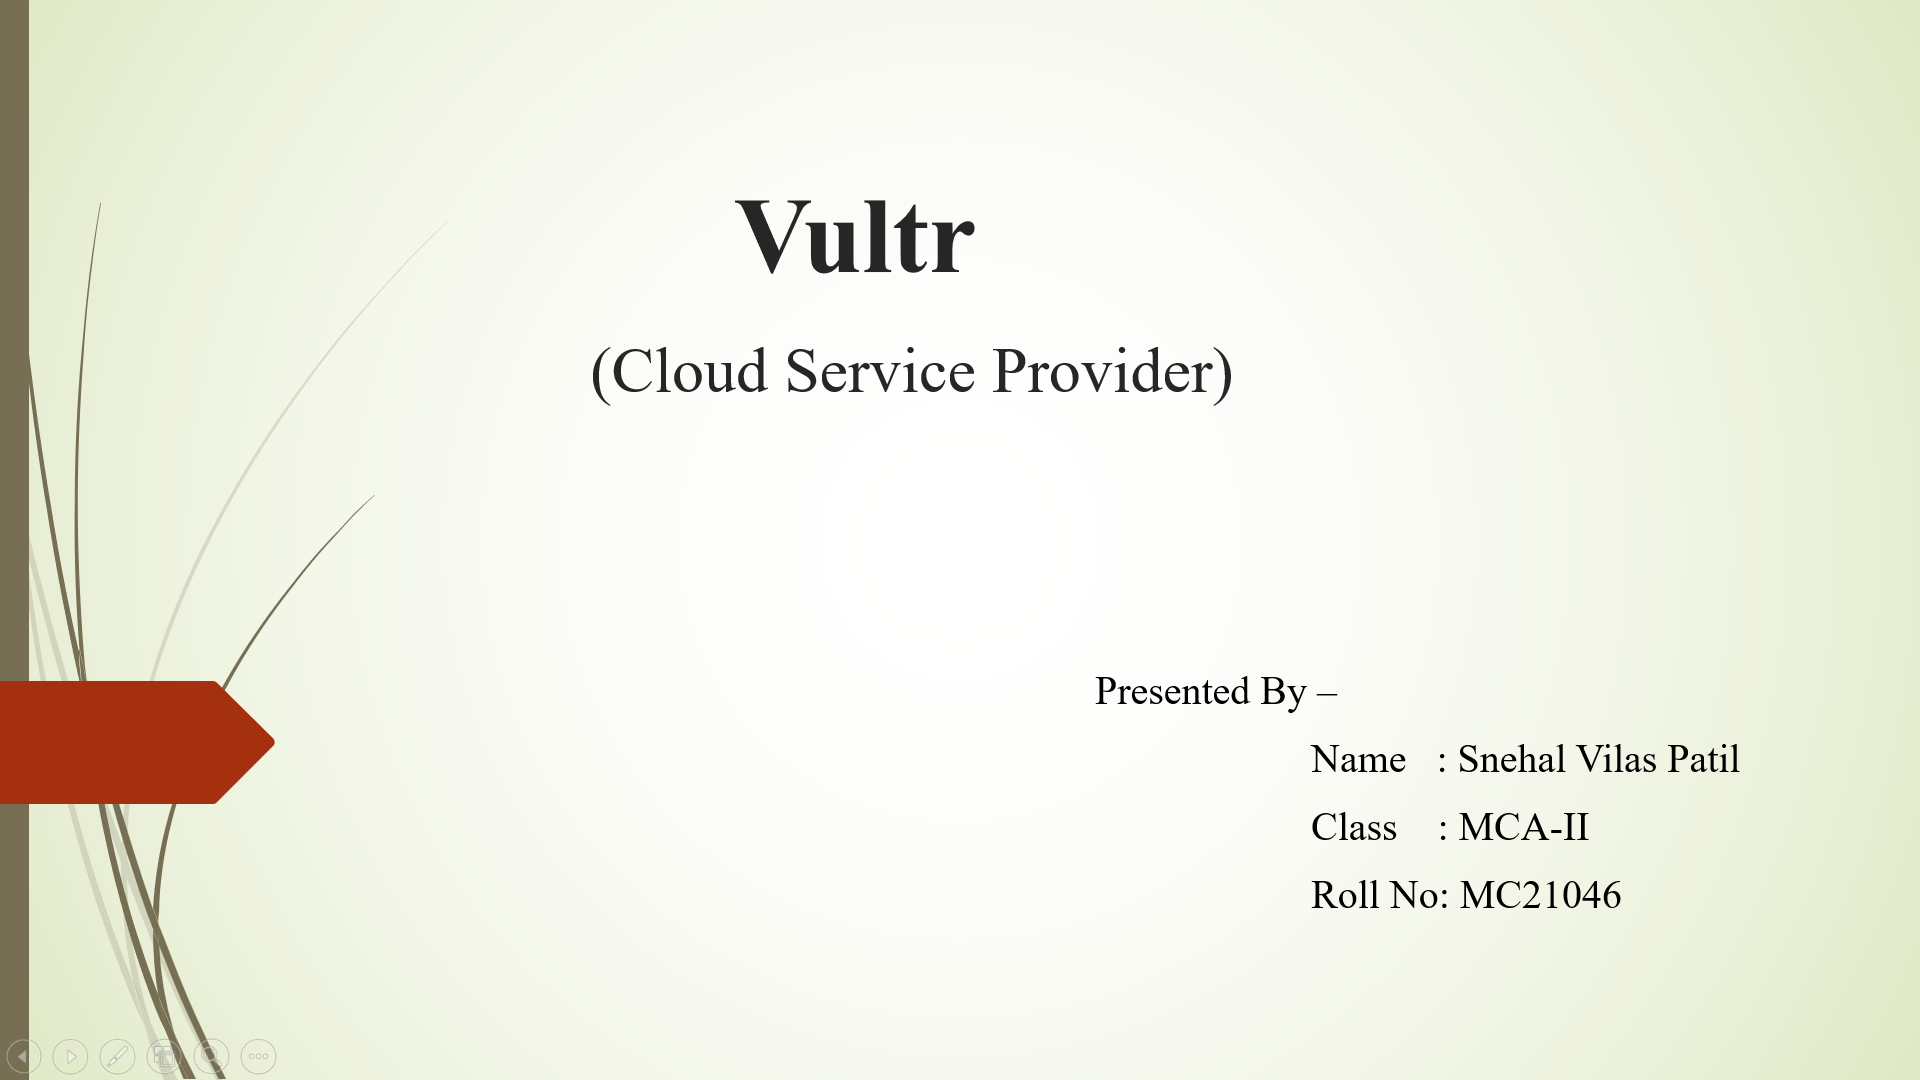 Vultr
(Cloud Service Provider)
Presented By –
Name : Snehal Vilas Patil
Class : MCA-II
Roll No: MC21046